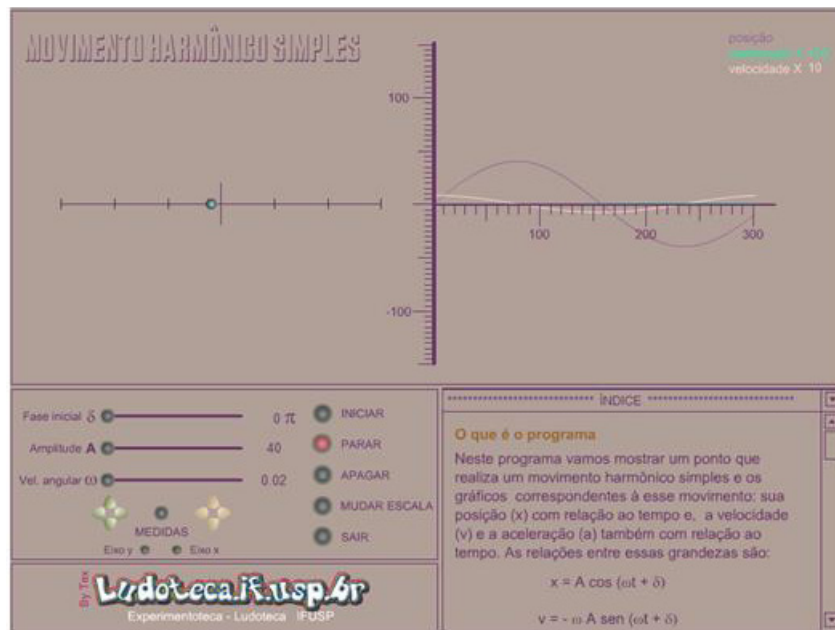 MOVIMENTO HARMÔNICO SIMPLES
posição
velocidade X 10
100
-100
100
200
300
Fase inicial δ
0 π
Amplitude A
40
Vel. angular ω
0.02
MEDIDAS
Eixo y
Eixo x
INICIAR
PARAR
APAGAR
MUDAR ESCALA
SAIR
By Tex
Ludoteca.if.usp.br
Experimentoteca - Ludoteca IFUSP
**************************** ÍNDICE ****************************
O que é o programa
Neste programa vamos mostrar um ponto que
realiza um movimento harmônico simples e os
gráficos correspondentes á esse movimento: sua
posição (x) com relação ao tempo e, a velocidade
(v) e a aceleração (a) também com relação ao
tempo. As relações entre essas grandezas são:
x = A cos (ωt + δ)
v = - ω A sen (ωt + δ)